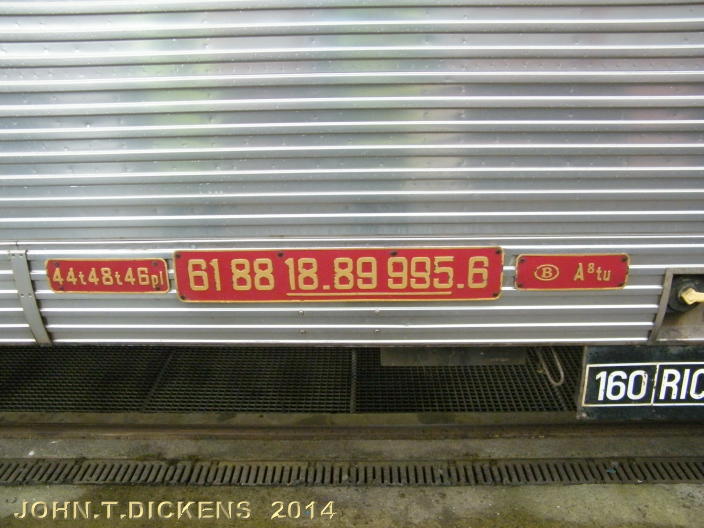 44t48t46pl
61 88 18.89 995.6
B A⁸tu
160 RIC
JOHN.T.DICKENS 2014